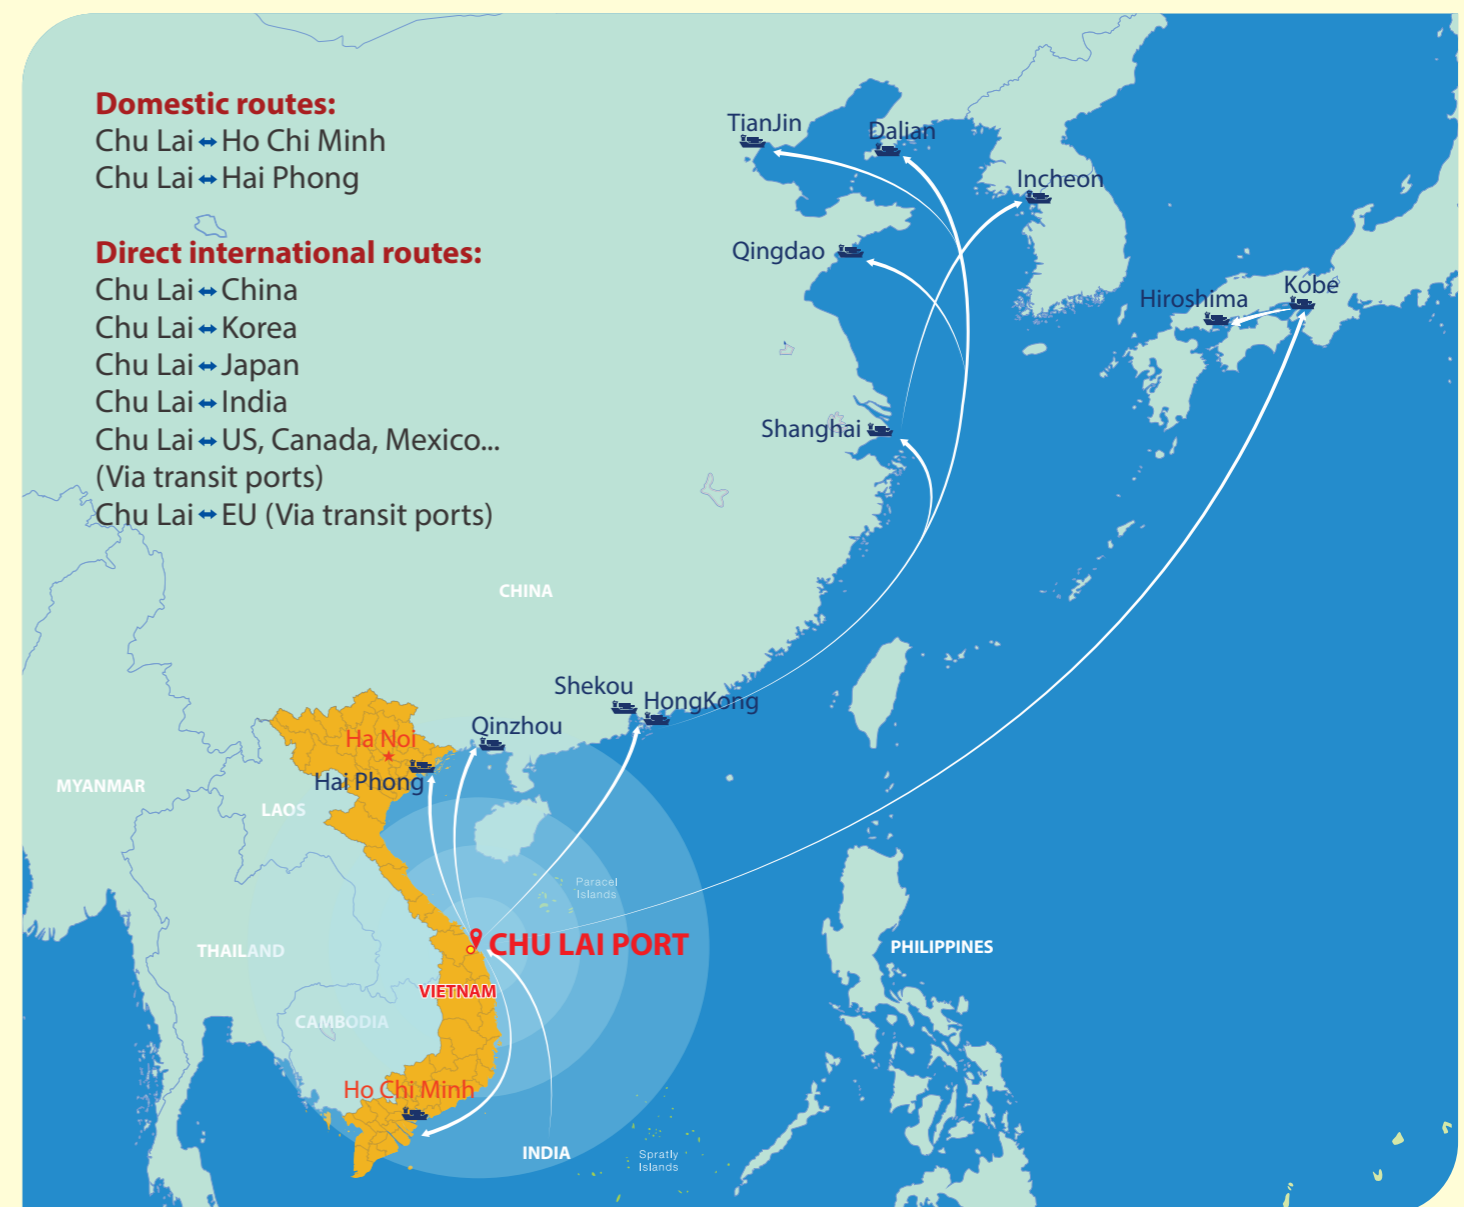 Domestic routes:
Chu Lai ↔ Ho Chi Minh
Chu Lai ↔ Hai Phong
Direct international routes:
Chu Lai ↔ China
Chu Lai ↔ Korea
Chu Lai ↔ Japan
Chu Lai ↔ India
Chu Lai ↔ US, Canada, Mexico...
(Via transit ports)
Chu Lai ↔ EU (Via transit ports)
TianJin
Dalian
Incheon
Qingdao
Hiroshima
Kobe
Shanghai
CHINA
Shekou
HongKong
Qinzhou
Ha Noi
Hai Phong
MYANMAR
LAOS
Paracel
Islands
THAILAND
CHU LAI PORT
PHILIPPINES
VIETNAM
CAMBODIA
Ho Chi Minh
INDIA
Spratly
Islands